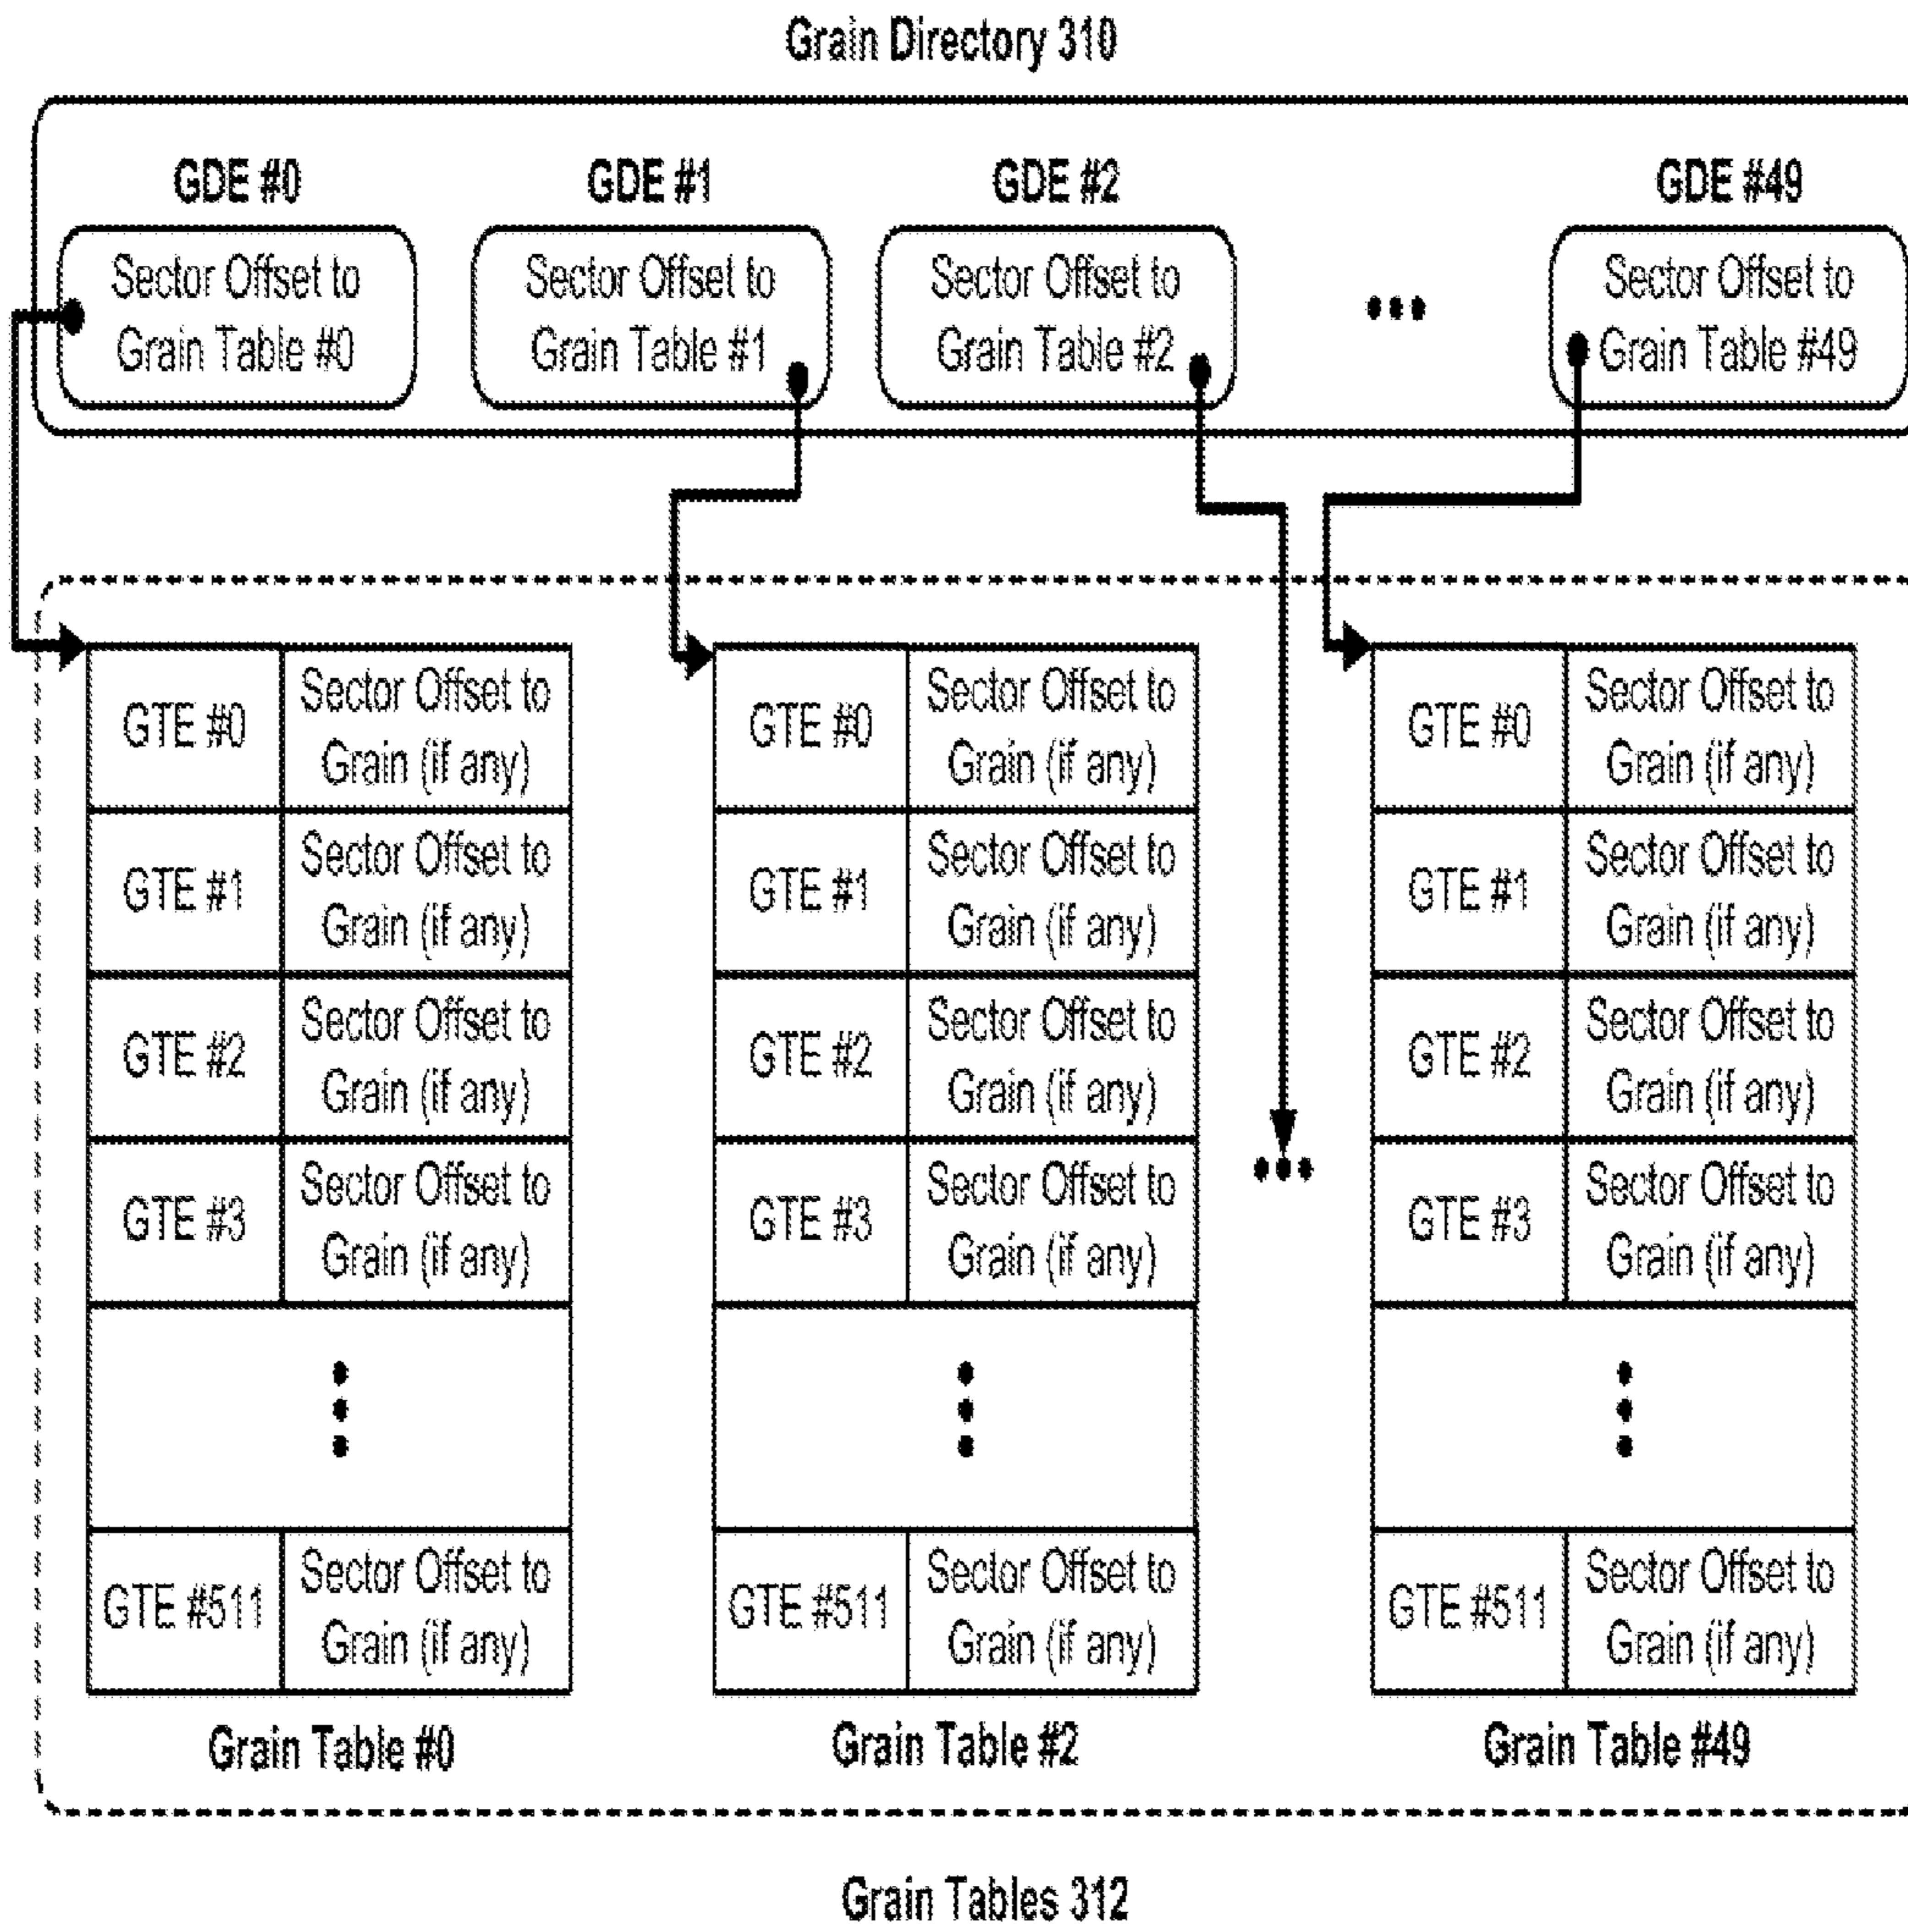 Grain Directory 310
GDE #0
GDE #1
GDE #2
GDE #49
Sector Offset to
Grain Table #0
Sector Offset to
Grain Table #1
Sector Offset to
Grain Table #2
Sector Offset to
Grain Table #49
GTE #0
Sector Offset to
Grain (if any)
GTE #1
Sector Offset to
Grain (if any)
GTE #2
Sector Offset to
Grain (if any)
GTE #3
Sector Offset to
Grain (if any)
GTE #511
Sector Offset to
Grain (if any)
Grain Table #0
GTE #0
Sector Offset to
Grain (if any)
GTE #1
Sector Offset to
Grain (if any)
GTE #2
Sector Offset to
Grain (if any)
GTE #3
Sector Offset to
Grain (if any)
GTE #511
Sector Offset to
Grain (if any)
Grain Table #2
GTE #0
Sector Offset to
Grain (if any)
GTE #1
Sector Offset to
Grain (if any)
GTE #2
Sector Offset to
Grain (if any)
GTE #3
Sector Offset to
Grain (if any)
GTE #511
Sector Offset to
Grain (if any)
Grain Table #49
Grain Tables 312